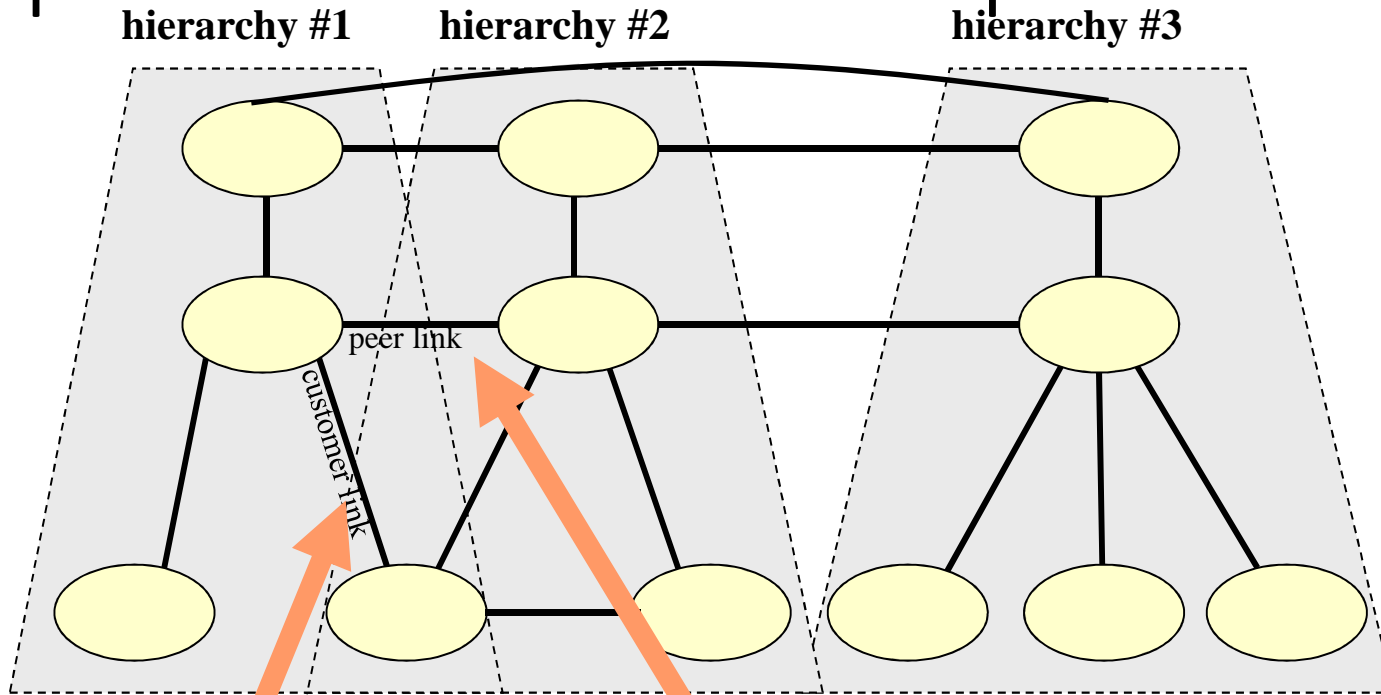 hierarchy #1
hierarchy #2
hierarchy #3
peer link
customer link